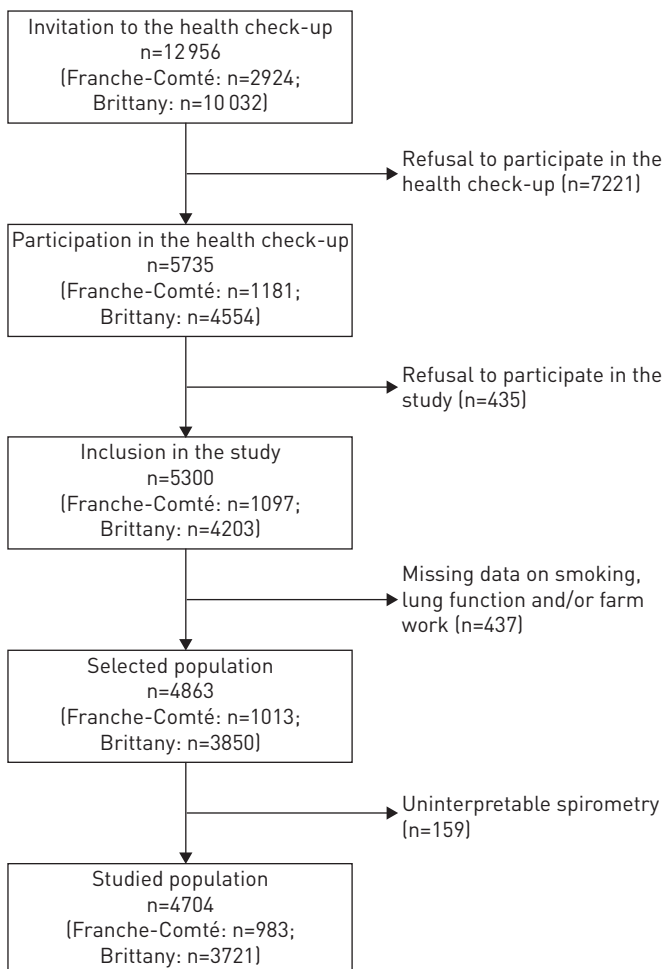 Invitation to the health check-up
n=12 956
(Franche-Comté: n=2924;
Brittany: n=10 032)
Refusal to participate in the
health check-up (n=7221)
Participation in the health check-up
n=5735
(Franche-Comté: n=1181;
Brittany: n=4554)
Refusal to participate in the
study (n=435)
Inclusion in the study
n=5300
(Franche-Comté: n=1097;
Brittany: n=4203)
Missing data on smoking,
lung function and/or farm
work (n=437)
Selected population
n=4863
(Franche-Comté: n=1013;
Brittany: n=3850)
Uninterpretable spirometry
(n=159)
Studied population
n=4704
(Franche-Comté: n=983;
Brittany: n=3721)